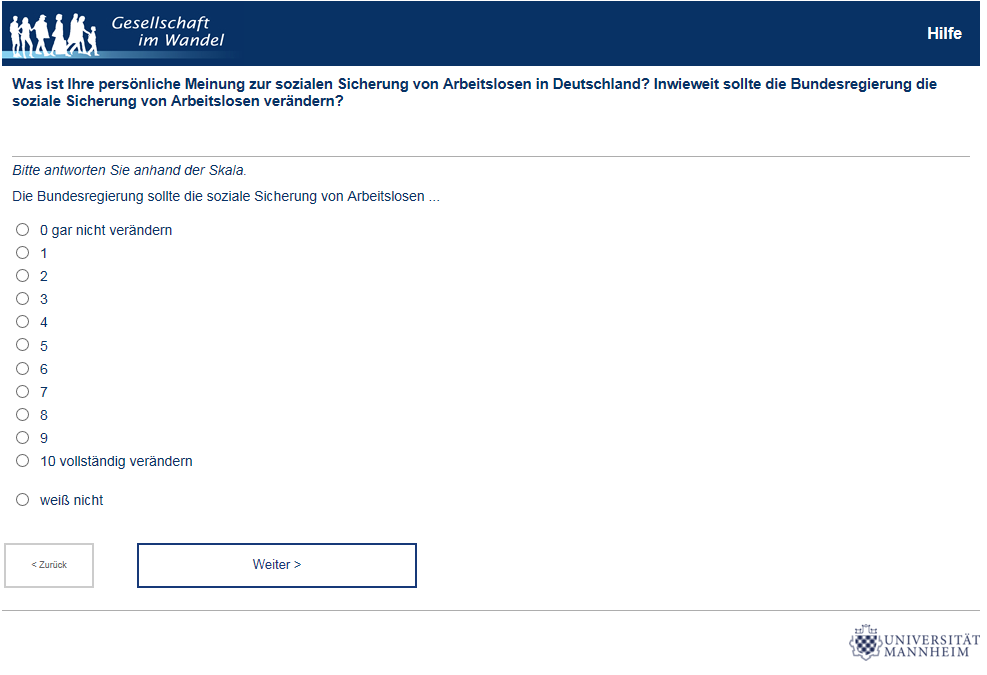 Gesellschaft
im Wandel
Hilfe
Was ist Ihre persönliche Meinung zur sozialen Sicherung von Arbeitslosen in Deutschland? Inwieweit sollte die Bundesregierung die
soziale Sicherung von Arbeitslosen verändern?
Bitte antworten Sie anhand der Skala.
Die Bundesregierung sollte die soziale Sicherung von Arbeitslosen ...
0 gar nicht verändern
1
2
3
4
5
6
7
8
9
10 vollständig verändern
weiß nicht
< Zurück
Weiter >
UNIVERSITÄT
MANNHEIM